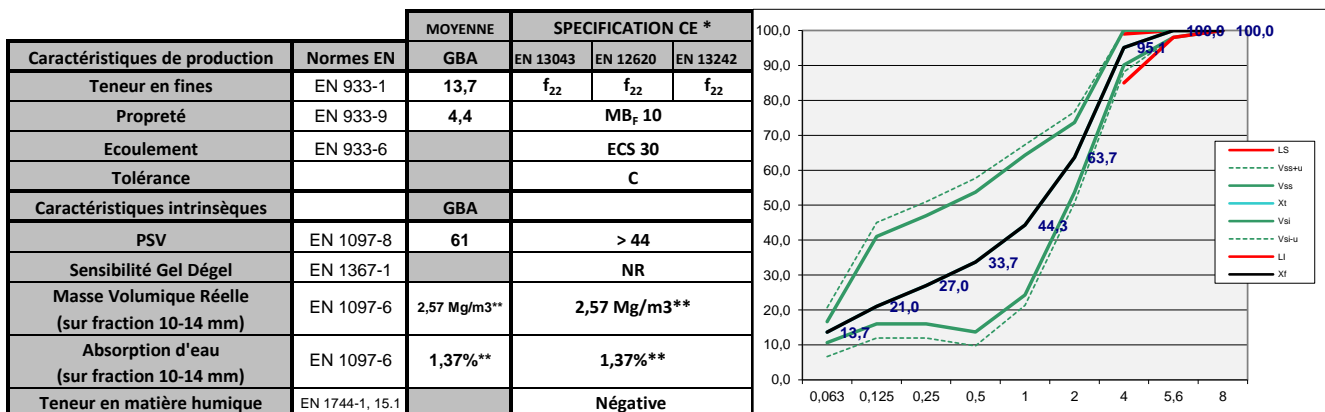 MOYENNE SPECIFICATION CE *
Caractéristiques de production Normes EN GBA EN 13043 EN 12620 EN 13242
Teneur en fines EN 933-1 13,7 f22 f22 f22
Propreté EN 933-9 4,4 MBF 10
Ecoulement EN 933-6 ECS 30
Tolérance C
Caractéristiques intrinsèques GBA
PSV EN 1097-8 61 > 44
Sensibilité Gel Dégel EN 1367-1 NR
Masse Volumique Réelle
(sur fraction 10-14 mm) EN 1097-6 2,57 Mg/m3** 2,57 Mg/m3**
Absorption d'eau
(sur fraction 10-14 mm) EN 1097-6 1,37%** 1,37%**
Teneur en matière humique EN 1744-1, 15.1 Négative
100,0
90,0
80,0
70,0
60,0
50,0
40,0
30,0
20,0
10,0
0,0
0,063 0,125 0,25 0,5 1 2 4 5,6 8
13,7
21,0
27,0
33,7
44,3
63,7
95,1
100,0
100,0
LS
Vss+u
Vss
Xt
Vsi
Vsi-u
LI
Xf